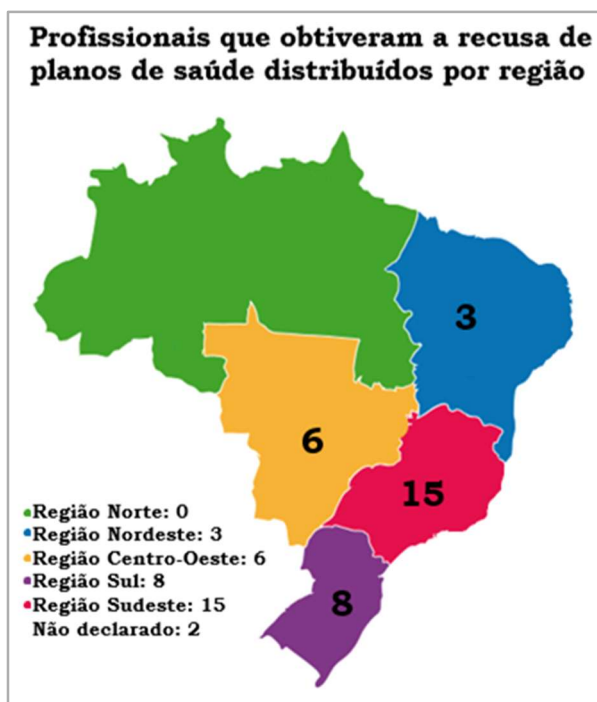 Profissionais que obtiveram a recusa de
planos de saúde distribuídos por região
3
6
15
8
Região Norte: 0
Região Nordeste: 3
Região Centro-Oeste: 6
Região Sul: 8
Região Sudeste: 15
Não declarado: 2